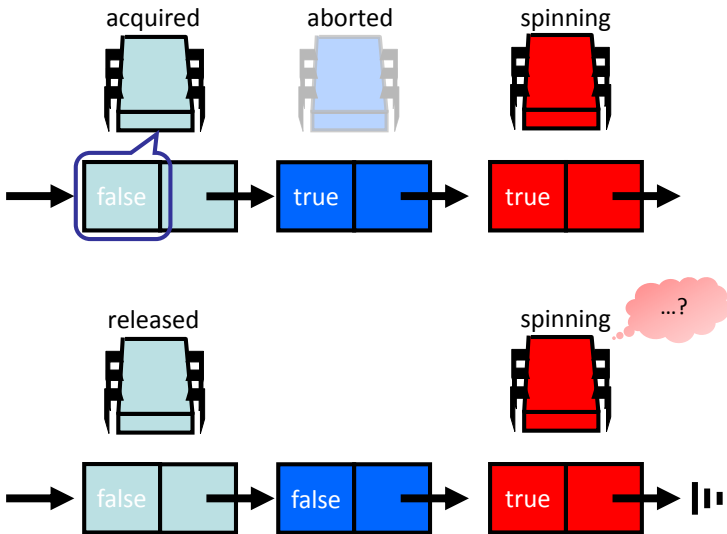 acquired aborted spinning
false true true
released spinning ...?
false false true